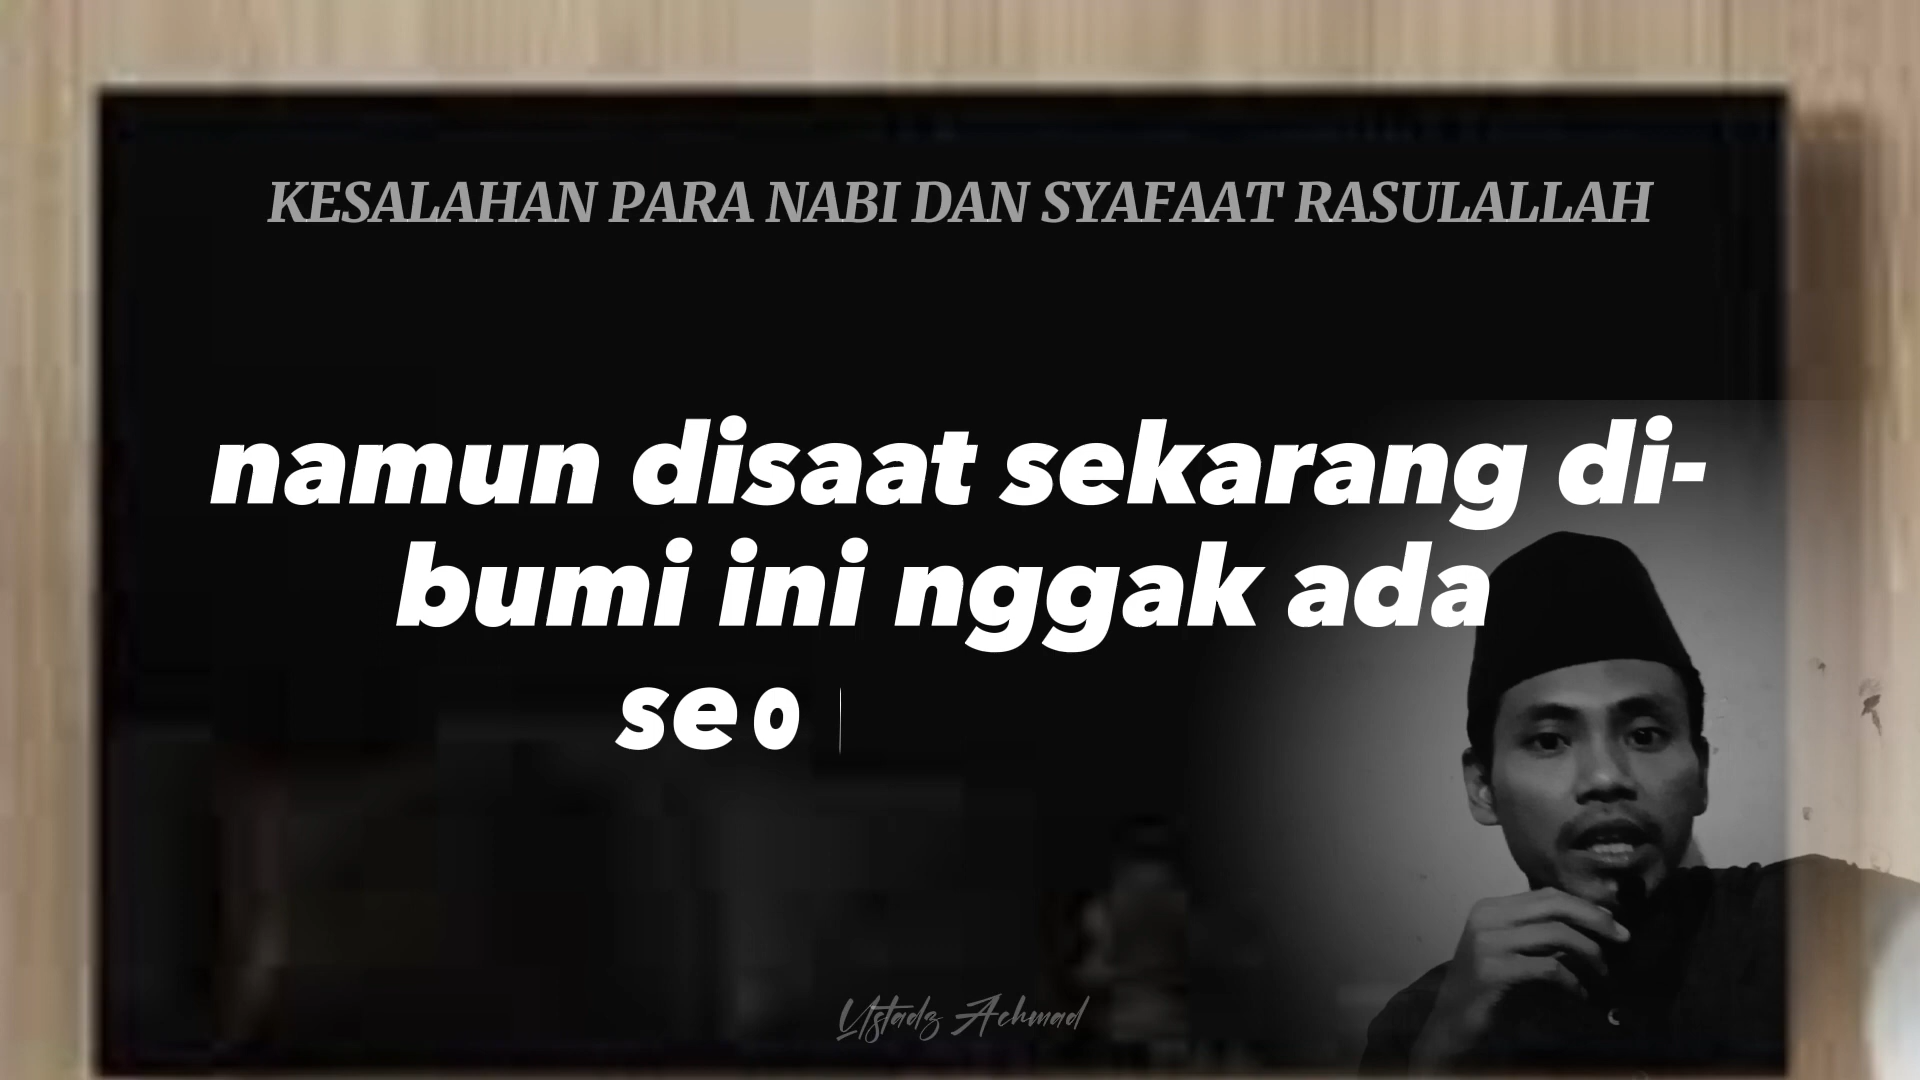 KESALAHAN PARA NABI DAN SYAFAAT RASULALLAH
namun disaat sekarang di-
bumi ini nggak ada
seo
Ustadz Achmad